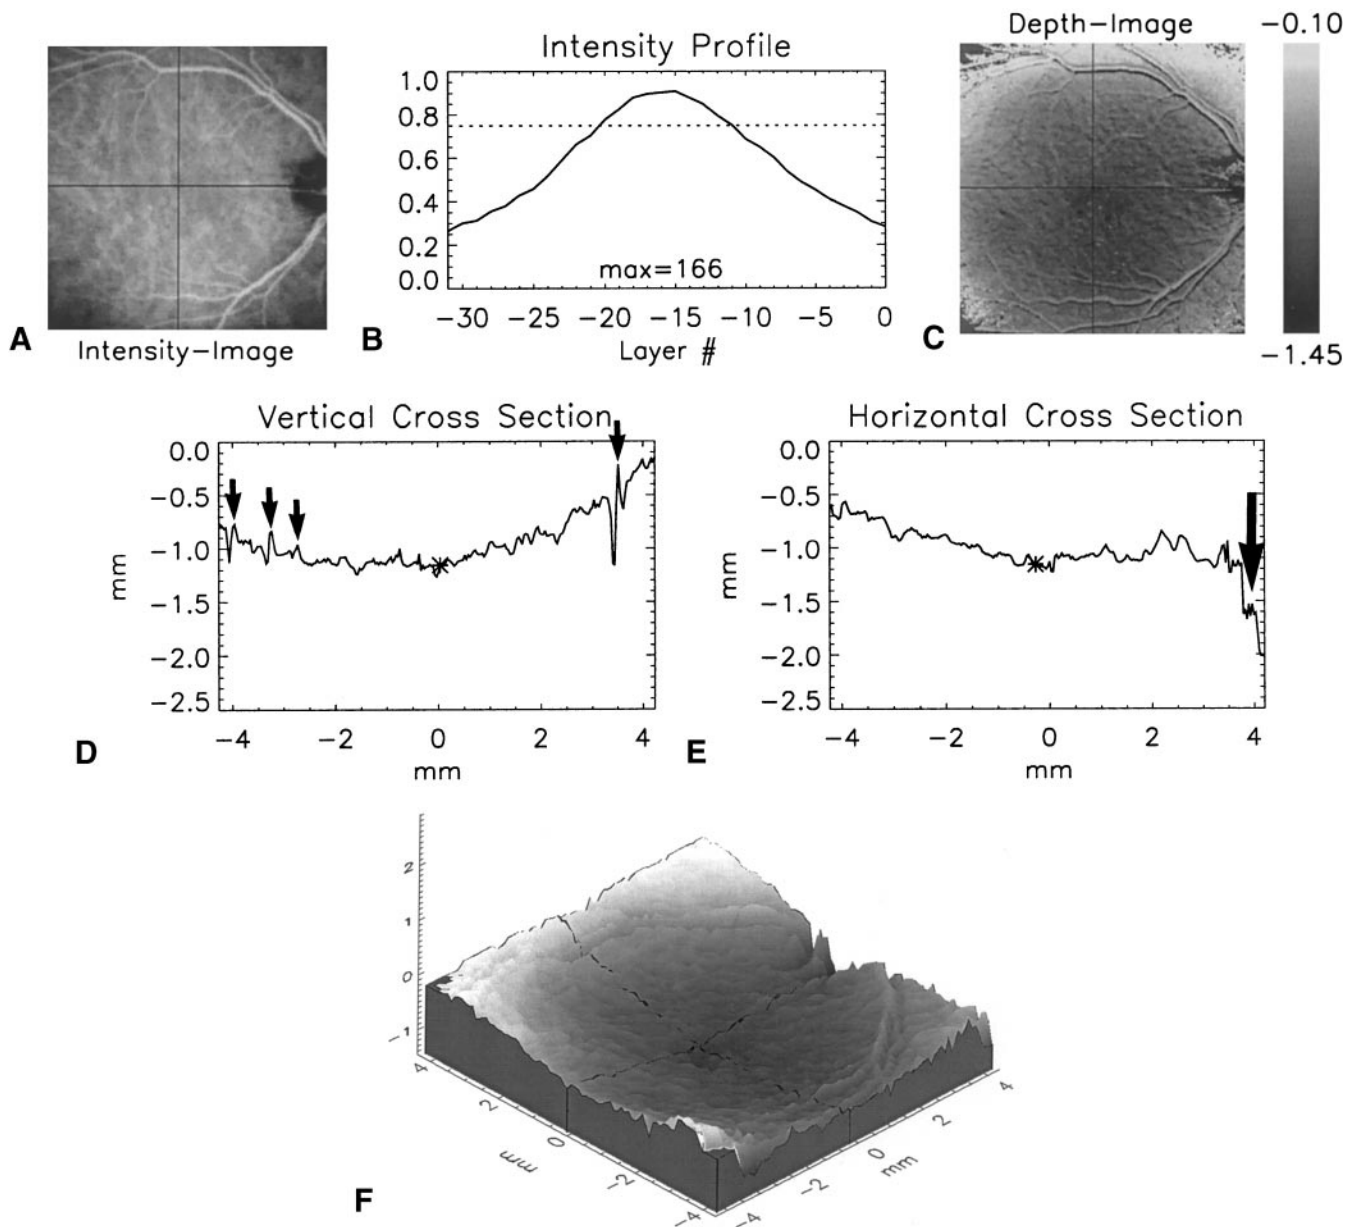 A
Intensity-Image
Intensity Profile
1.0
0.8
0.6
0.4
0.2
0.0
max=166
-30 -25 -20 -15 -10 -5 0
B
Layer #
Depth-Image
-0.10
-1.45
C
Vertical Cross Section
0.0
-0.5
-1.0
-1.5
-2.0
-2.5
mm
-4 -2 0 2 4
mm
D
Horizontal Cross Section
0.0
-0.5
-1.0
-1.5
-2.0
-2.5
mm
-4 -2 0 2 4
mm
E
2
1
0
-1
4 2 0 -2 -4
mm
-4 -2 0 2 4
mm
F